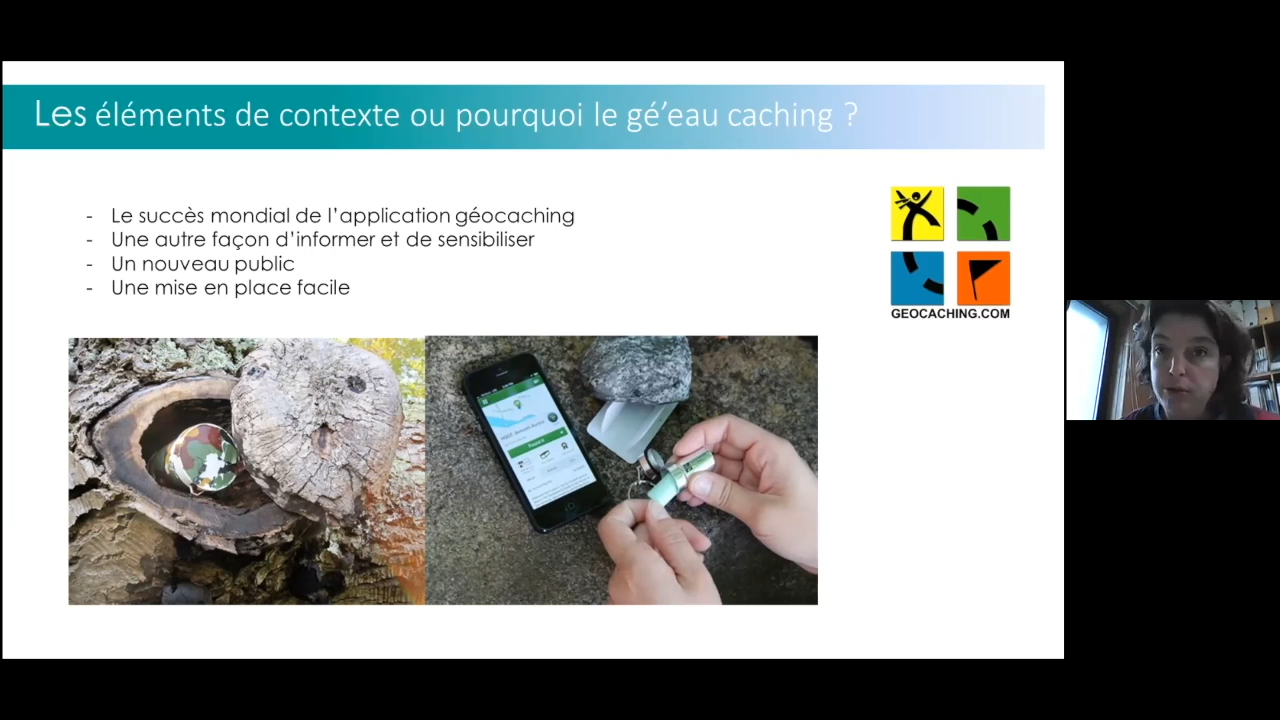 Les éléments de contexte ou pourquoi le gé'eau caching ?
- Le succès mondial de l'application géocaching
- Une autre façon d'informer et de sensibiliser
- Un nouveau public
- Une mise en place facile
GEOCACHING.COM